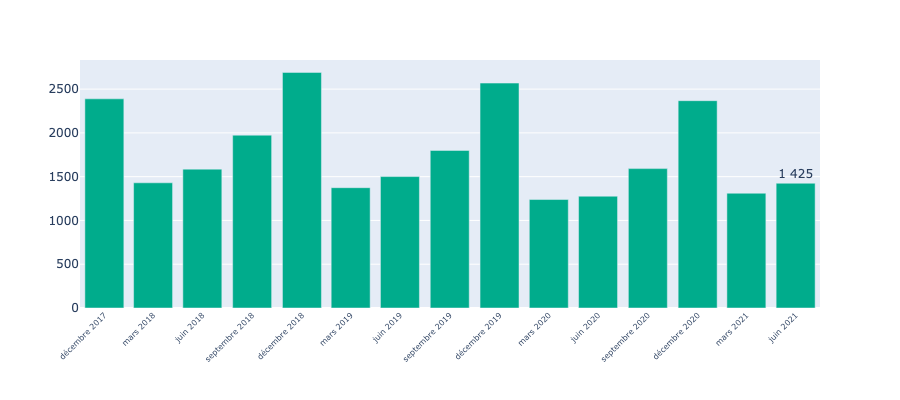 2500
2000
1500
1000
500
0
1 425
décembre 2017
mars 2018
juin 2018
septembre 2018
décembre 2018
mars 2019
juin 2019
septembre 2019
décembre 2019
mars 2020
juin 2020
septembre 2020
décembre 2020
mars 2021
juin 2021